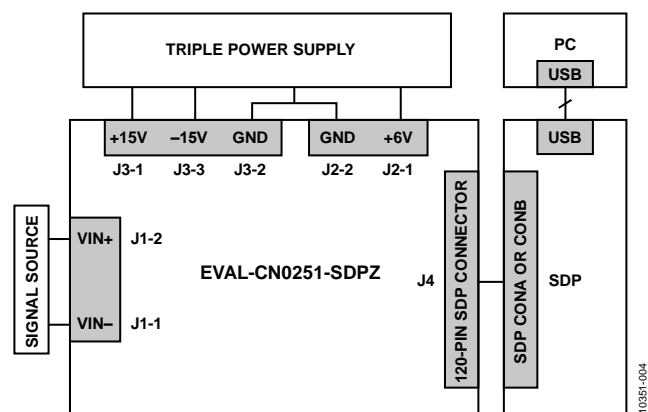 TRIPLE POWER SUPPLY
PC
USB
+15V –15V GND GND +6V
USB
J3-1 J3-3 J3-2 J2-2 J2-1
SIGNAL SOURCE
VIN+ J1-2
VIN– J1-1
EVAL-CN0251-SDPZ
J4
120-PIN SDP CONNECTOR
SDP CONA OR CONB
SDP
10351-004